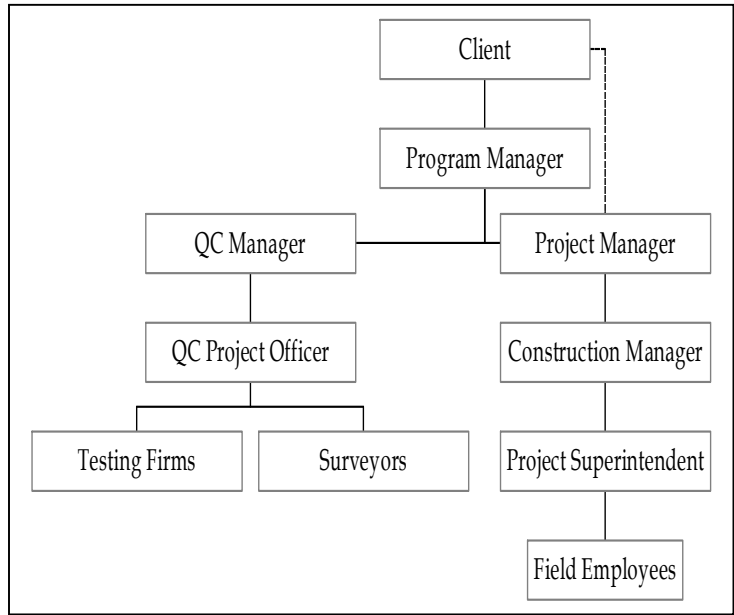 Client
Program Manager
QC Manager
Project Manager
QC Project Officer
Construction Manager
Testing Firms
Surveyors
Project Superintendent
Field Employees